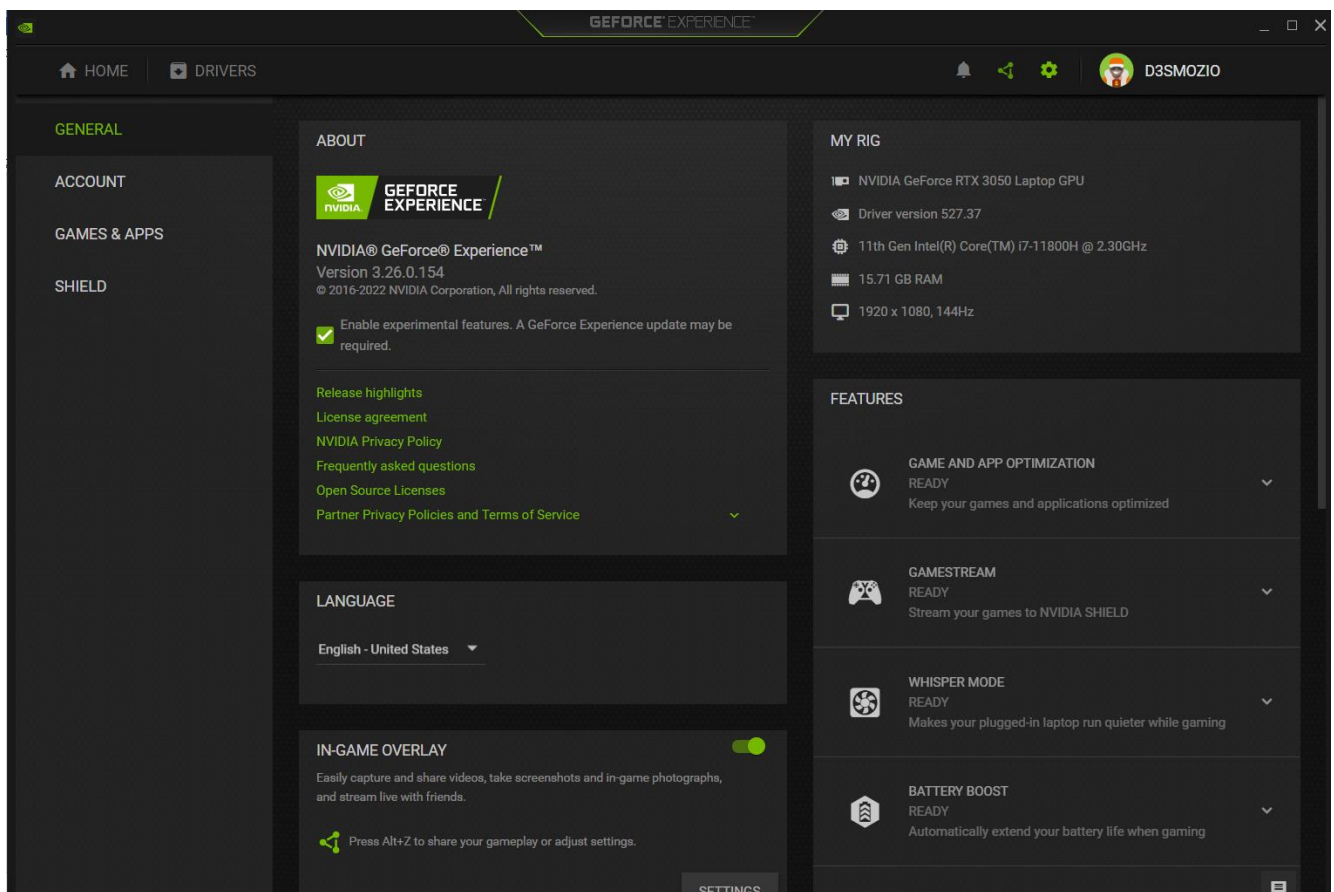 GEFORCE EXPERIENCE
HOME
DRIVERS
D3SMOZIO
GENERAL
ACCOUNT
GAMES & APPS
SHIELD
ABOUT
NVIDIA
GEFORCE
EXPERIENCE
NVIDIA® GeForce® Experience™
Version 3.26.0.154
© 2016-2022 NVIDIA Corporation, All rights reserved.
Enable experimental features. A GeForce Experience update may be
required.
Release highlights
License agreement
NVIDIA Privacy Policy
Frequently asked questions
Open Source Licenses
Partner Privacy Policies and Terms of Service
LANGUAGE
English - United States
IN-GAME OVERLAY
Easily capture and share videos, take screenshots and in-game photographs,
and stream live with friends.
Press Alt+Z to share your gameplay or adjust settings.
SETTINGS
MY RIG
NVIDIA GeForce RTX 3050 Laptop GPU
Driver version 527.37
11th Gen Intel(R) Core(TM) i7-11800H @ 2.30GHz
15.71 GB RAM
1920 x 1080, 144Hz
FEATURES
GAME AND APP OPTIMIZATION
READY
Keep your games and applications optimized
GAMESTREAM
READY
Stream your games to NVIDIA SHIELD
WHISPER MODE
READY
Makes your plugged-in laptop run quieter while gaming
BATTERY BOOST
READY
Automatically extend your battery life when gaming